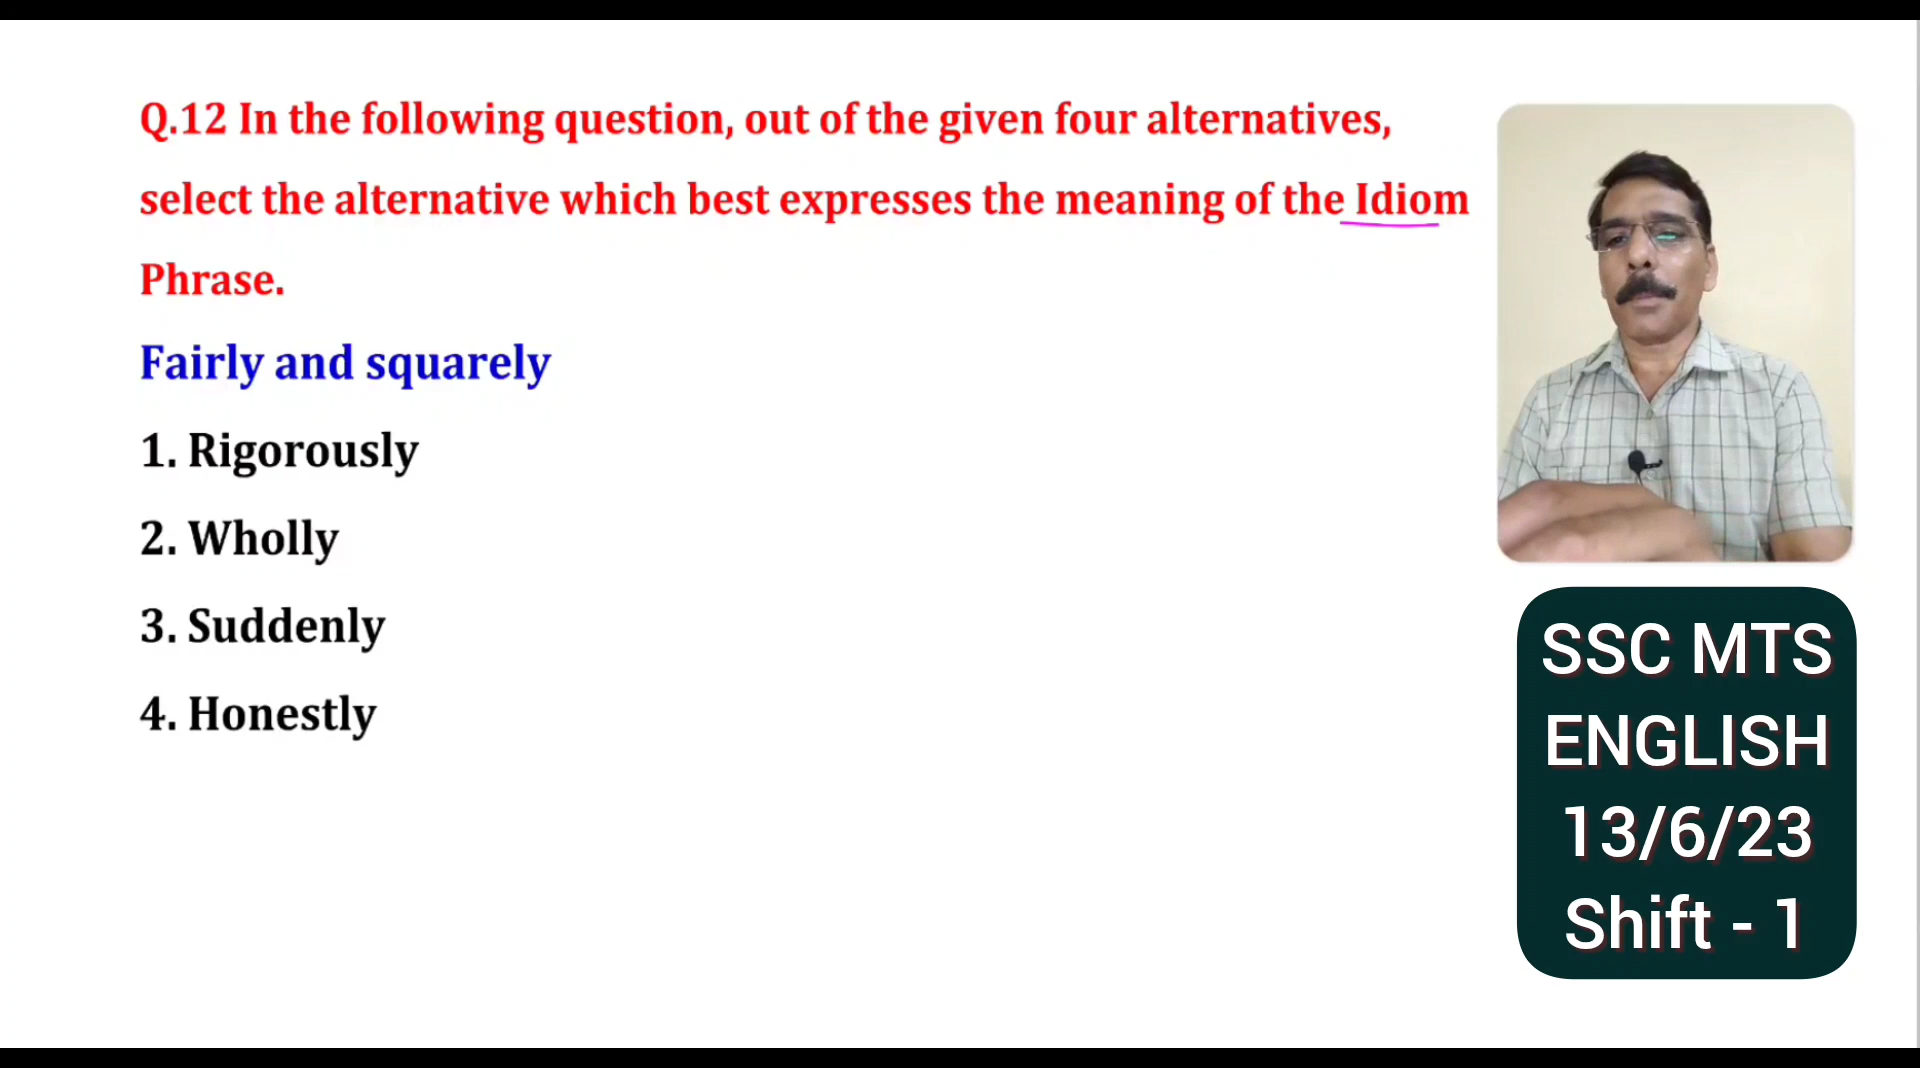 Q.12 In the following question, out of the given four alternatives,
select the alternative which best expresses the meaning of the Idiom
Phrase.
Fairly and squarely
1. Rigorously
2. Wholly
3. Suddenly
4. Honestly
SSC MTS
ENGLISH
13/6/23
Shift - 1